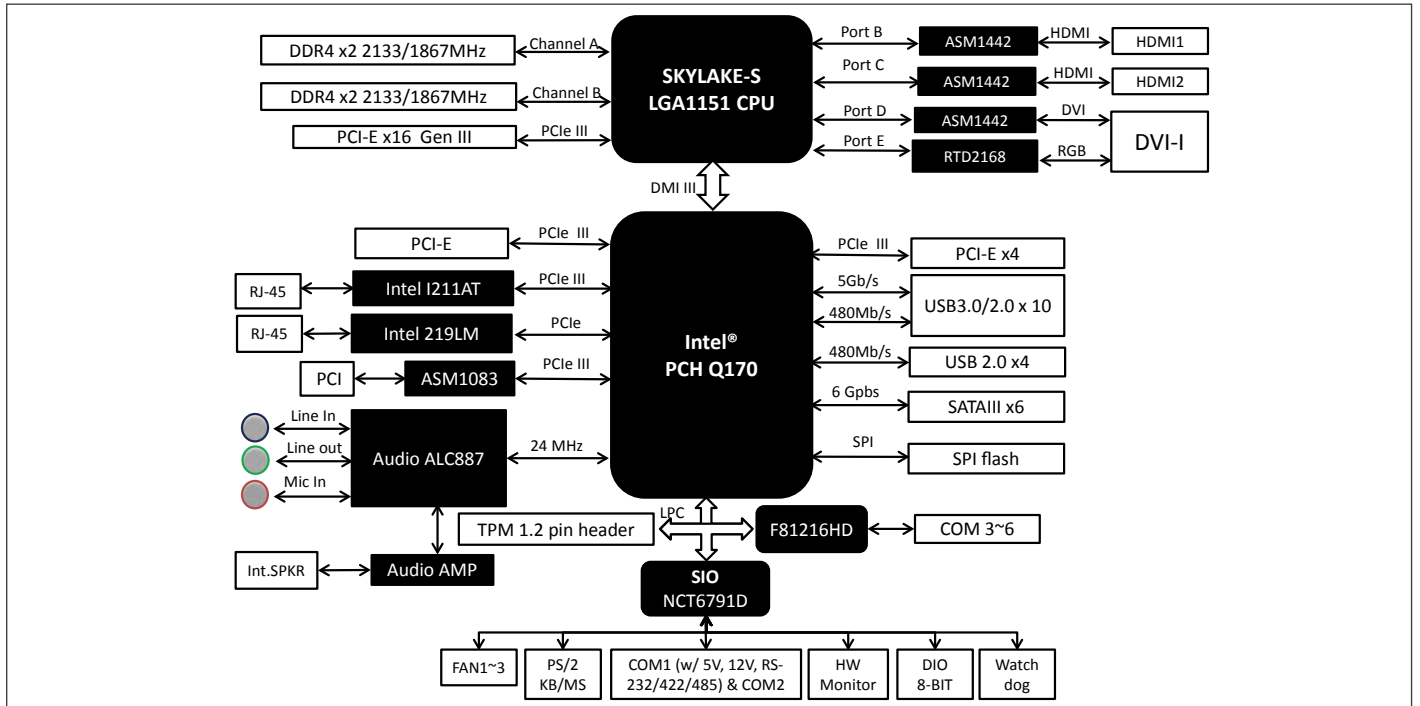 DDR4 x2 2133/1867MHz
Channel A
DDR4 x2 2133/1867MHz
Channel B
PCI-E x16 Gen III
PCIe III
SKYLAKE-S
LGA1151 CPU
Port B
ASM1442
HDMI
HDMI1
Port C
ASM1442
HDMI
HDMI2
Port D
ASM1442
DVI
DVI-I
Port E
RTD2168
RGB
DMI III
PCI-E
PCIe III
RJ-45
Intel I211AT
PCIe III
RJ-45
Intel 219LM
PCIe
PCI
ASM1083
PCIe III
Line In
Line out
Mic In
Audio ALC887
24 MHz
Intel®
PCH Q170
PCIe III
PCI-E x4
5Gb/s
480Mb/s
USB3.0/2.0 x 10
480Mb/s
USB 2.0 x4
6 Gpbs
SATAIII x6
SPI
SPI flash
LPC
TPM 1.2 pin header
F81216HD
COM 3~6
Int.SPKR
Audio AMP
SIO
NCT6791D
FAN1~3
PS/2
KB/MS
COM1 (w/ 5V, 12V, RS-
232/422/485) & COM2
HW
Monitor
DIO
8-BIT
Watch
dog